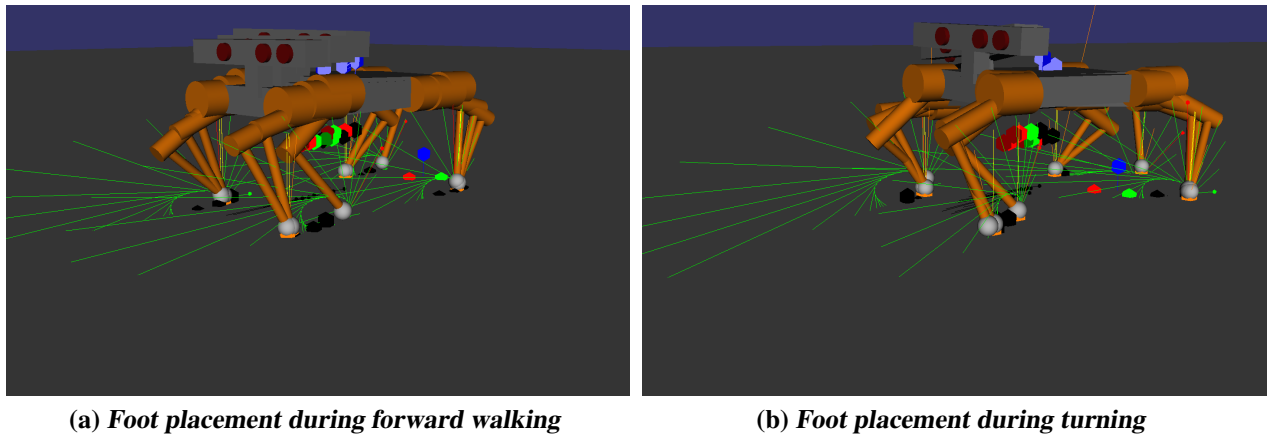 (a) Foot placement during forward walking
(b) Foot placement during turning